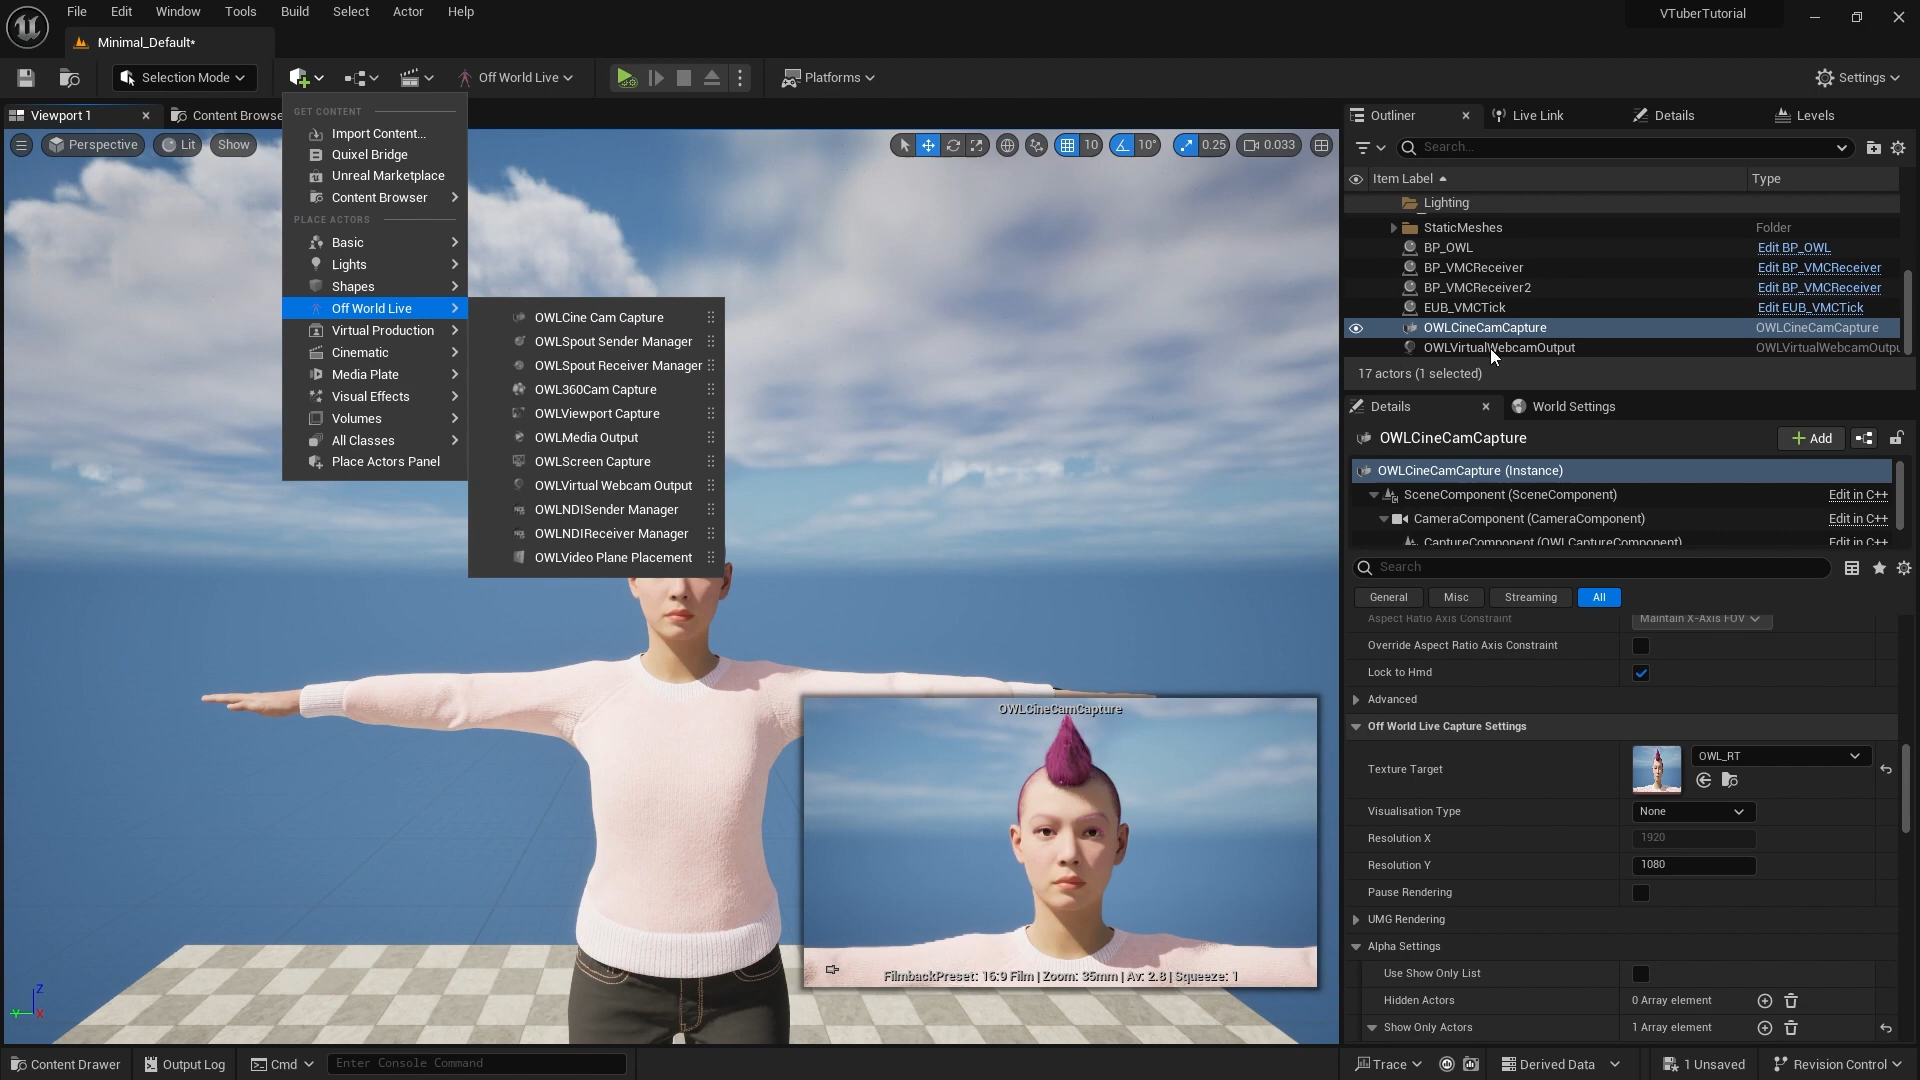 File Edit Window Tools Build Select Actor Help
VTuberTutorial
Minimal_Default*
Selection Mode
Off World Live
Platforms
Settings
Viewport 1
Content Browse
Perspective
Lit
Show
10
10°
0.25
0.033
GET CONTENT
Import Content...
Quixel Bridge
Unreal Marketplace
Content Browser
PLACE ACTORS
Basic
Lights
Shapes
Off World Live
Virtual Production
Cinematic
Media Plate
Visual Effects
Volumes
All Classes
Place Actors Panel
OWLCine Cam Capture
OWLSpout Sender Manager
OWLSpout Receiver Manager
OWL360Cam Capture
OWLViewport Capture
OWLMedia Output
OWLScreen Capture
OWLVirtual Webcam Output
OWLNDISender Manager
OWLNDIReceiver Manager
OWLVideo Plane Placement
OWLCineCamCapture
FilmbackPreset: 16:9 Film | Zoom: 35mm | Av: 2.8 | Squeeze: 1
Z
Y
X
Outliner
Live Link
Details
Levels
Search...
Item Label
Type
Lighting
StaticMeshes Folder
BP_OWL Edit BP_OWL
BP_VMCReceiver Edit BP_VMCReceiver
BP_VMCReceiver2 Edit BP_VMCReceiver
EUB_VMCTick Edit EUB_VMCTick
OWLCineCamCapture OWLCineCamCapture
OWLVirtualWebcamOutput OWLVirtualWebcamOutpu
17 actors (1 selected)
Details
World Settings
OWLCineCamCapture
Add
OWLCineCamCapture (Instance)
SceneComponent (SceneComponent) Edit in C++
CameraComponent (CameraComponent) Edit in C++
CaptureComponent (OWLCaptureComponent) Edit in C++
Search
General Misc Streaming All
Aspect Ratio Axis Constraint Maintain X-Axis FOV
Override Aspect Ratio Axis Constraint
Lock to Hmd
Advanced
Off World Live Capture Settings
Texture Target OWL_RT
Visualisation Type None
Resolution X 1920
Resolution Y 1080
Pause Rendering
UMG Rendering
Alpha Settings
Use Show Only List
Hidden Actors 0 Array element
Show Only Actors 1 Array element
Content Drawer
Output Log
Cmd
Enter Console Command
Trace
Derived Data
1 Unsaved
Revision Control